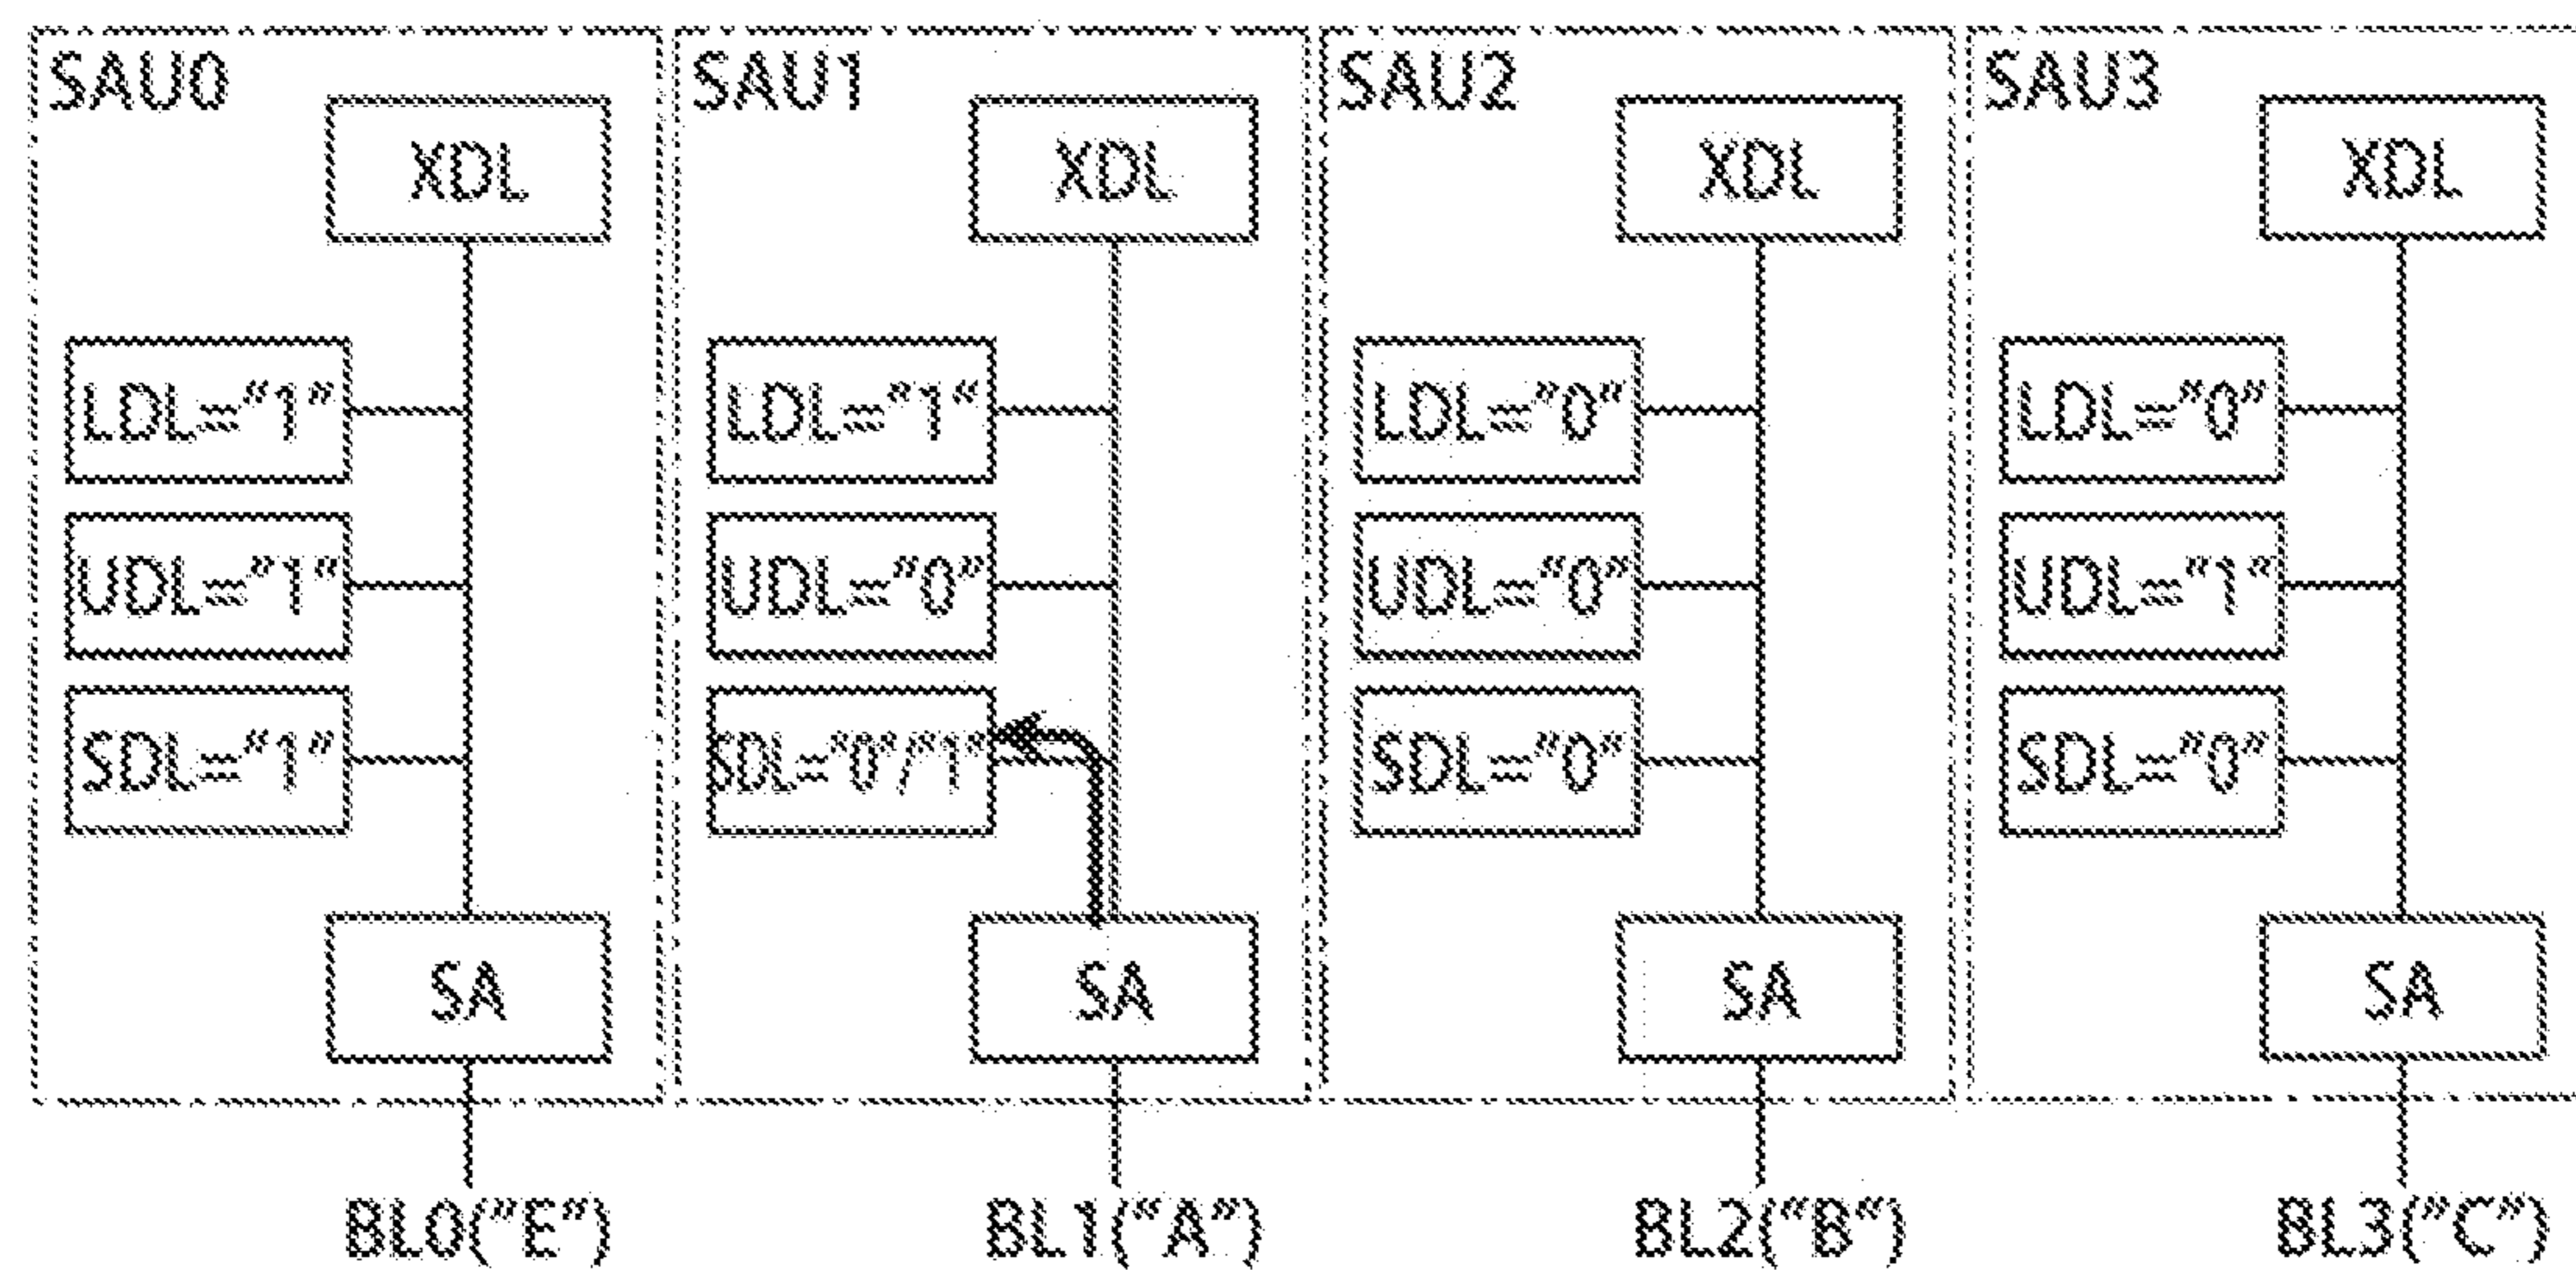 SAU0 SAU1 SAU2 SAU3
XDL XDL XDL XDL
LDL="1" LDL="1" LDL="0" LDL="0"
UDL="1" UDL="0" UDL="0" UDL="1"
SDL="1" SDL="0"/"1" SDL="0" SDL="0"
SA SA SA SA
BL0("E") BL1("A") BL2("B") BL3("C")